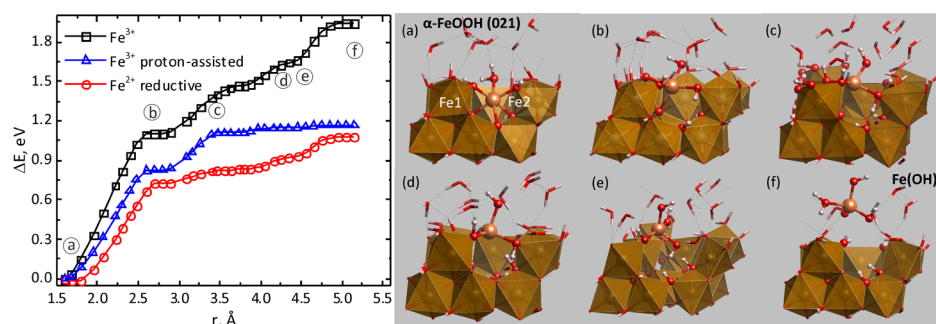 ΔE, eV
1.8
1.5
1.2
0.9
0.6
0.3
0.0
Fe³⁺
Fe³⁺ proton-assisted
Fe²⁺ reductive
a
b
c
d
e
f
1.5 2.0 2.5 3.0 3.5 4.0 4.5 5.0 5.5
r, Å
α-FeOOH (021)
(a)
Fe1
Fe2
(b)
(c)
(d)
(e)
(f)
Fe(OH)